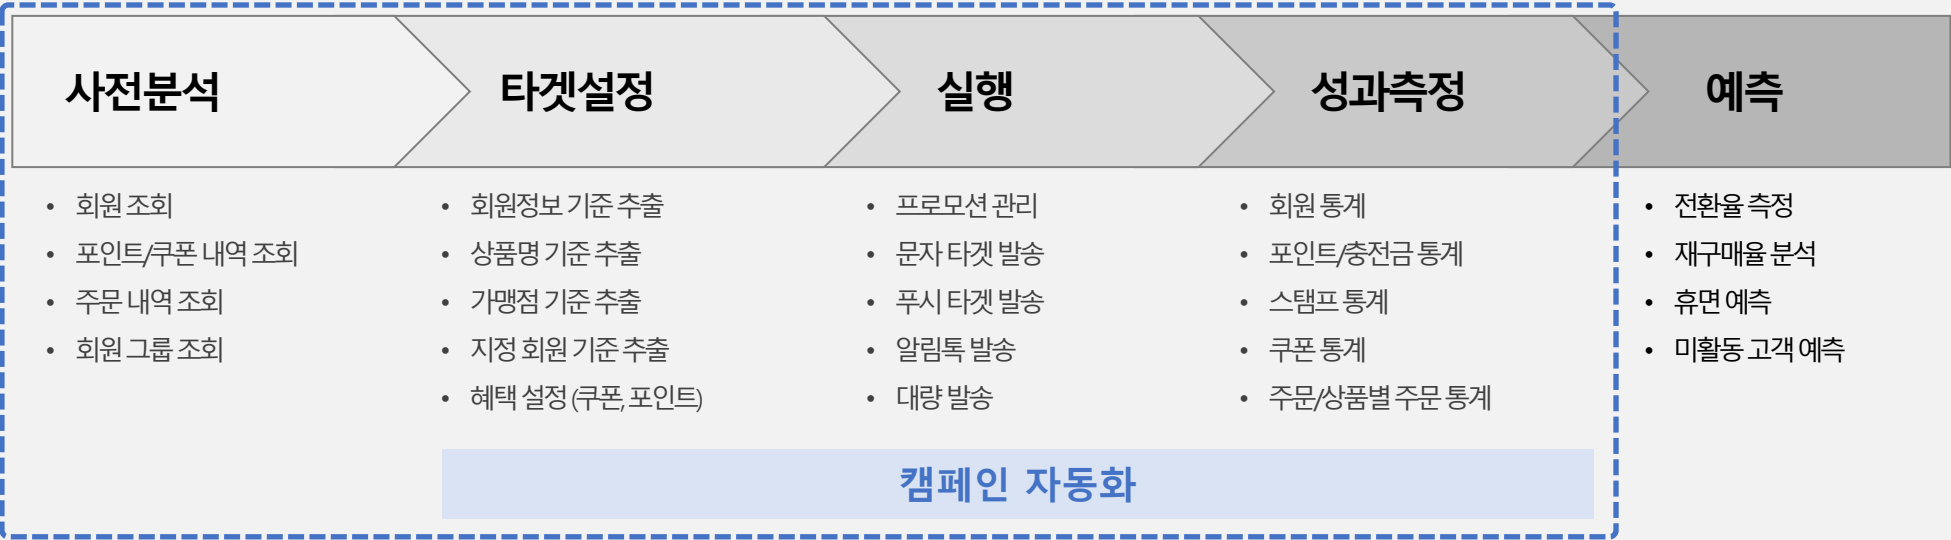 사전분석
타겟설정
실행
성과측정
예측
• 회원 조회
• 포인트/쿠폰 내역 조회
• 주문 내역 조회
• 회원 그룹 조회
• 회원정보 기준 추출
• 상품명 기준 추출
• 가맹점 기준 추출
• 지정 회원 기준 추출
• 혜택 설정 (쿠폰, 포인트)
• 프로모션 관리
• 문자 타겟 발송
• 푸시 타겟 발송
• 알림톡 발송
• 대량 발송
• 회원 통계
• 포인트/충전금 통계
• 스탬프 통계
• 쿠폰 통계
• 주문/상품별 주문 통계
• 전환율 측정
• 재구매율 분석
• 휴면 예측
• 미활동 고객 예측
캠페인 자동화